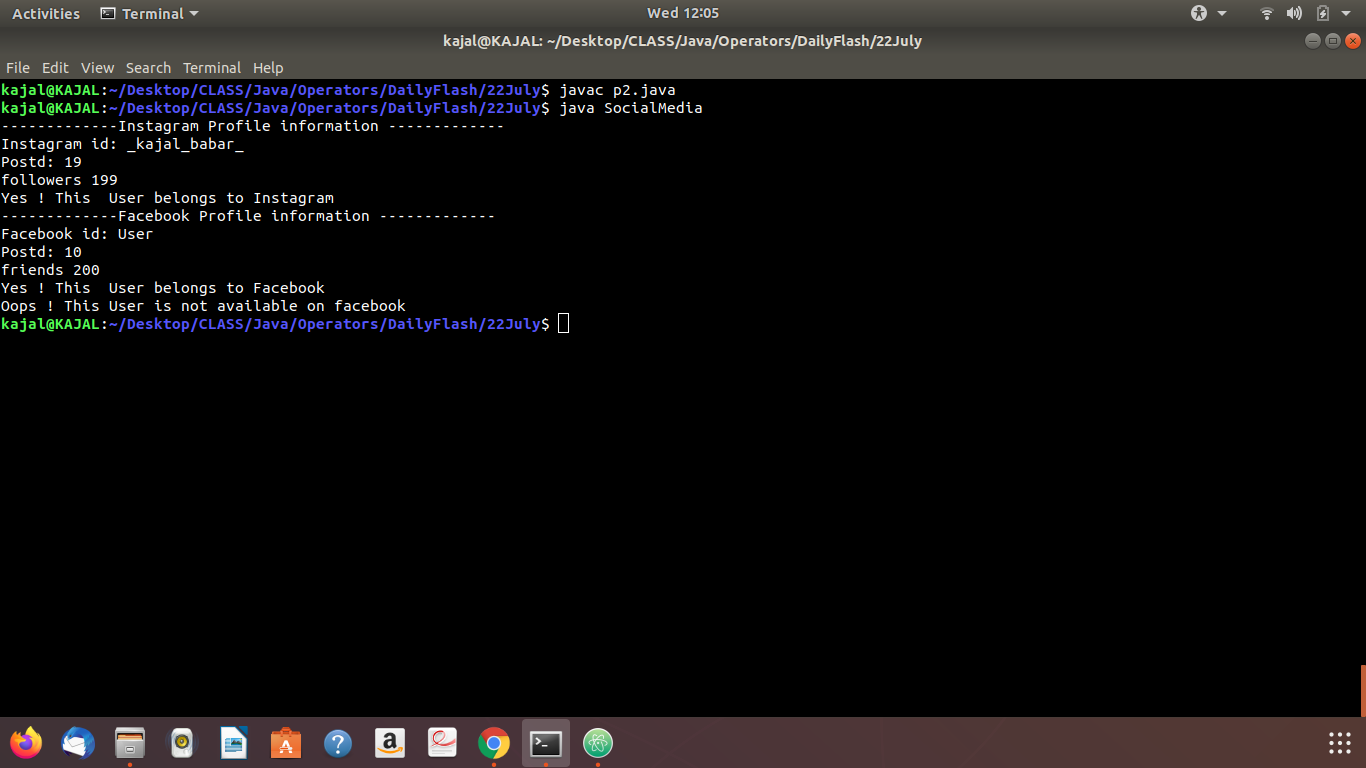 Activities Terminal Wed 12:05
kajal@KAJAL: ~/Desktop/CLASS/Java/Operators/DailyFlash/22July
File Edit View Search Terminal Help
kajal@KAJAL:~/Desktop/CLASS/Java/Operators/DailyFlash/22July$ javac p2.java
kajal@KAJAL:~/Desktop/CLASS/Java/Operators/DailyFlash/22July$ java SocialMedia
-------------Instagram Profile information -------------
Instagram id: _kajal_babar_
Postd: 19
followers 199
Yes ! This  User belongs to Instagram
-------------Facebook Profile information -------------
Facebook id: User
Postd: 10
friends 200
Yes ! This  User belongs to Facebook
Oops ! This User is not available on facebook
kajal@KAJAL:~/Desktop/CLASS/Java/Operators/DailyFlash/22July$